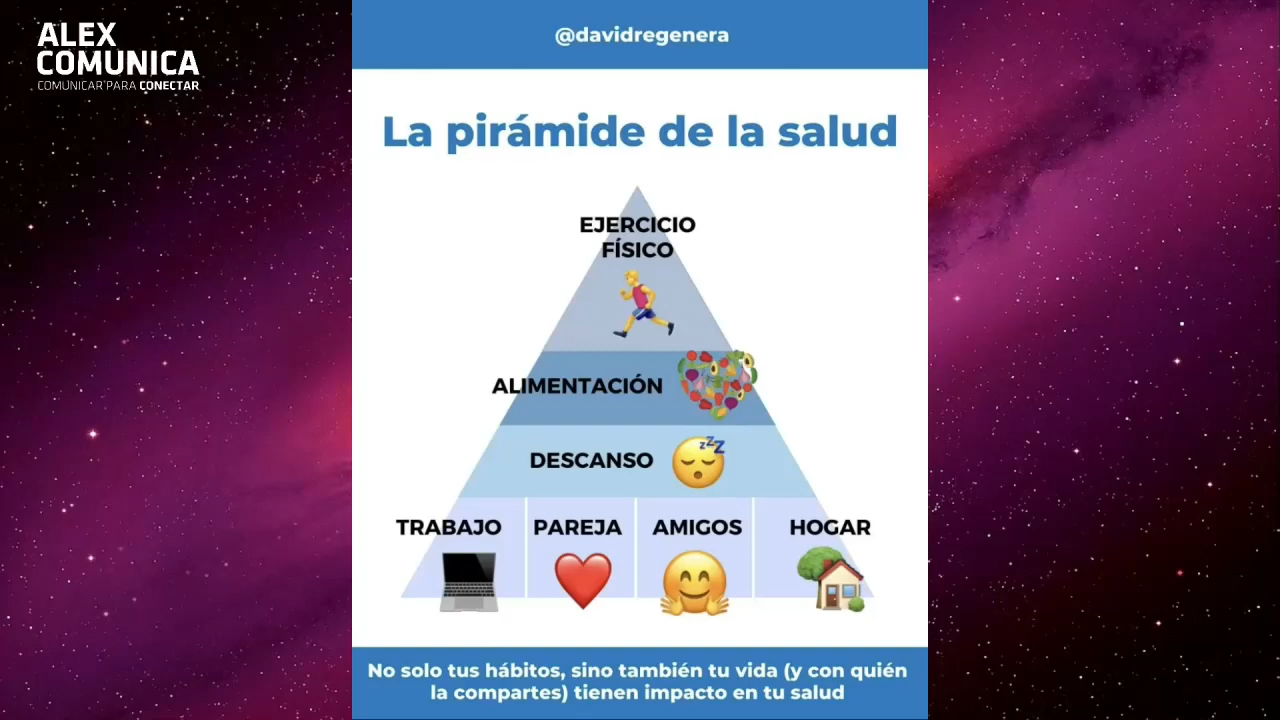 ALEX
COMUNICA
COMUNICAR PARA CONECTAR
@davidregenera
La pirámide de la salud
EJERCICIO
FÍSICO
ALIMENTACIÓN
DESCANSO
zzZ
TRABAJO
PAREJA
AMIGOS
HOGAR
No solo tus hábitos, sino también tu vida (y con quién
la compartes) tienen impacto en tu salud